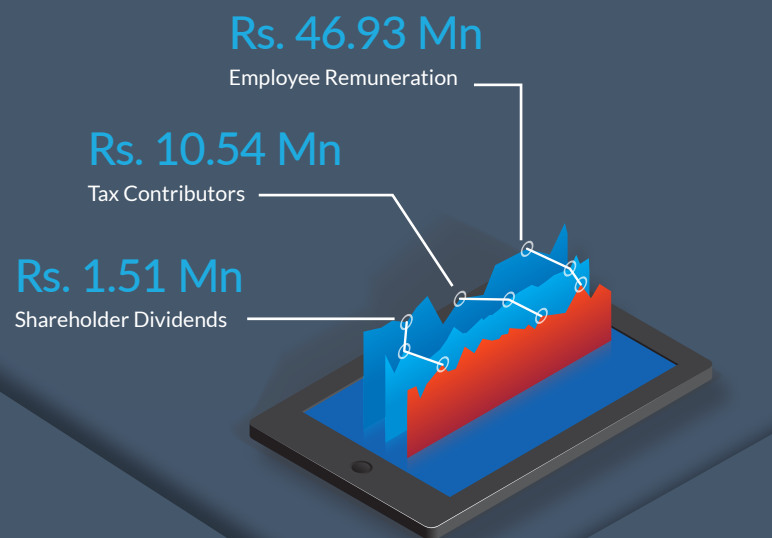 Rs. 46.93 Mn
Employee Remuneration
Rs. 10.54 Mn
Tax Contributors
Rs. 1.51 Mn
Shareholder Dividends